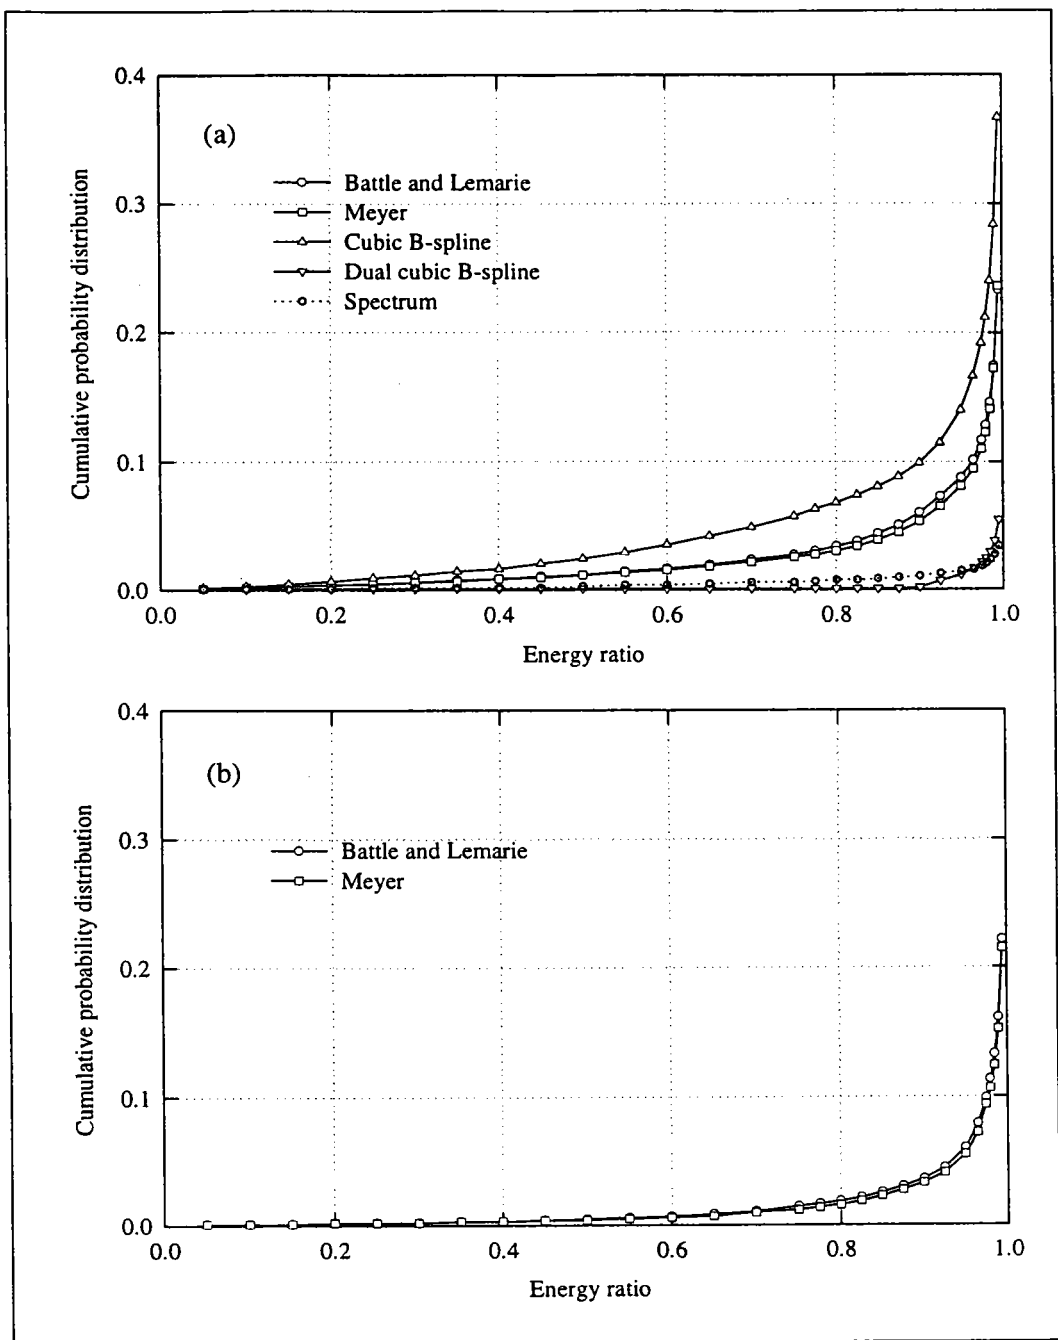 0.4
(a)
Battle and Lemarie
0.3
Meyer
Cubic B-spline
Dual cubic B-spline
Spectrum
0.2
0.1
0.0
Cumulative probability distribution
0.0 0.2 0.4 0.6 0.8 1.0
Energy ratio
0.4
(b)
0.3
Battle and Lemarie
Meyer
0.2
0.1
0.0
Cumulative probability distribution
0.0 0.2 0.4 0.6 0.8 1.0
Energy ratio